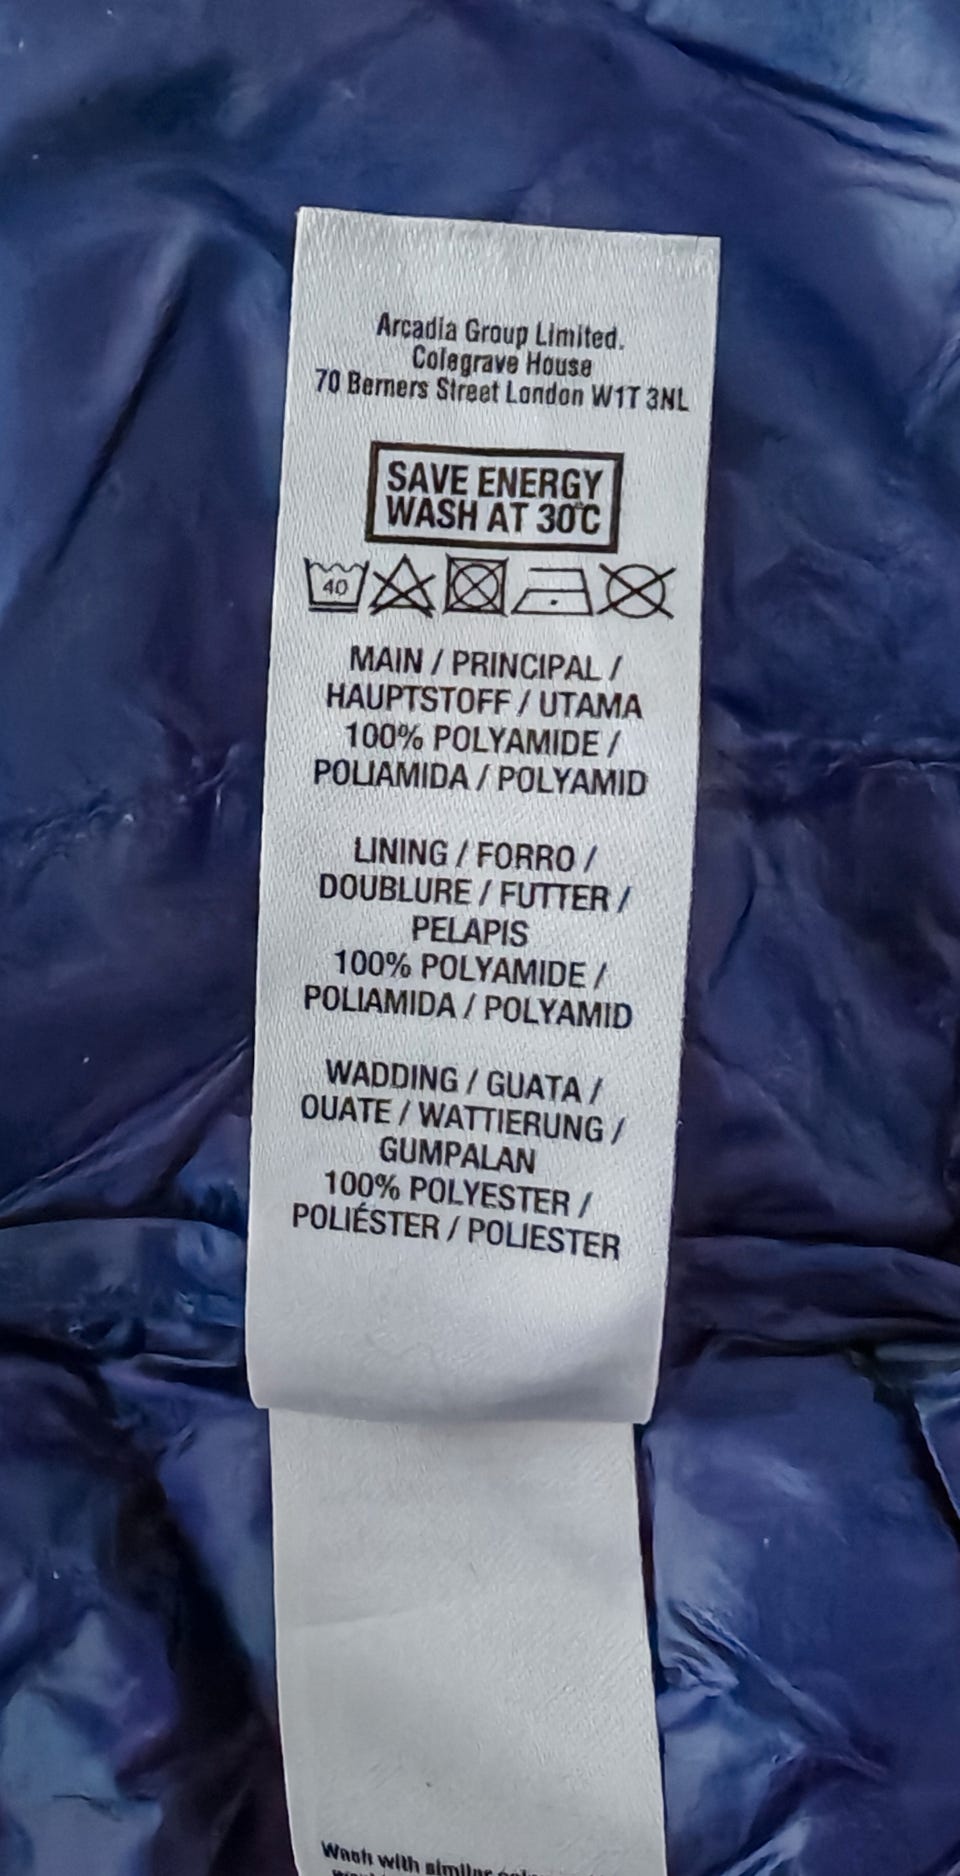 Arcadia Group Limited.
Colegrave House
70 Berners Street London W1T 3NL
SAVE ENERGY
WASH AT 30°C
40
MAIN / PRINCIPAL /
HAUPTSTOFF / UTAMA
100% POLYAMIDE /
POLIAMIDA / POLYAMID
LINING / FORRO /
DOUBLURE / FUTTER /
PELAPIS
100% POLYAMIDE /
POLIAMIDA / POLYAMID
WADDING / GUATA /
OUATE / WATTIERUNG /
GUMPALAN
100% POLYESTER /
POLIÉSTER / POLIESTER
Wash with similar